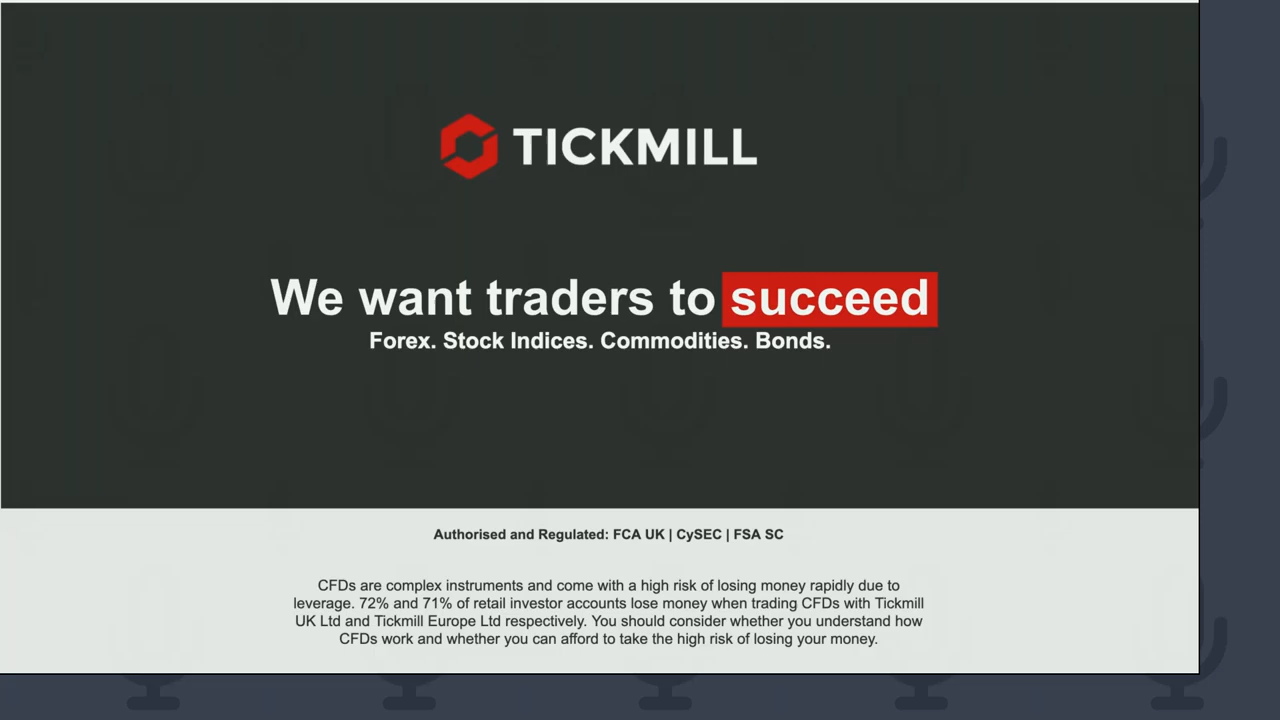 TICKMILL
We want traders to succeed
Forex. Stock Indices. Commodities. Bonds.
Authorised and Regulated: FCA UK | CySEC | FSA SC
CFDs are complex instruments and come with a high risk of losing money rapidly due to
leverage. 72% and 71% of retail investor accounts lose money when trading CFDs with Tickmill
UK Ltd and Tickmill Europe Ltd respectively. You should consider whether you understand how
CFDs work and whether you can afford to take the high risk of losing your money.